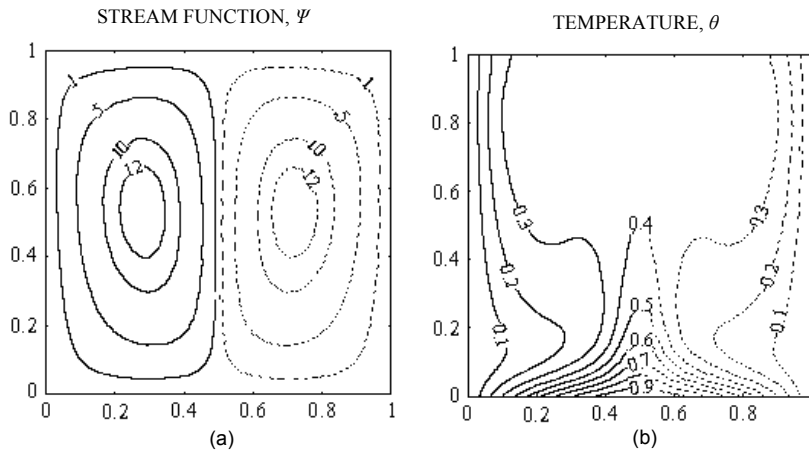 STREAM FUNCTION, Ψ
1
0.8
0.6
0.4
0.2
0
0 0.2 0.4 0.6 0.8 1
1 1
5 5
10 10
12 12
(a)
TEMPERATURE, θ
1
0.8
0.6
0.4
0.2
0
0 0.2 0.4 0.6 0.8
0.3 0.4 0.3
0.2 0.5 0.2
0.1 0.6 0.1
0.7
0.9
(b)